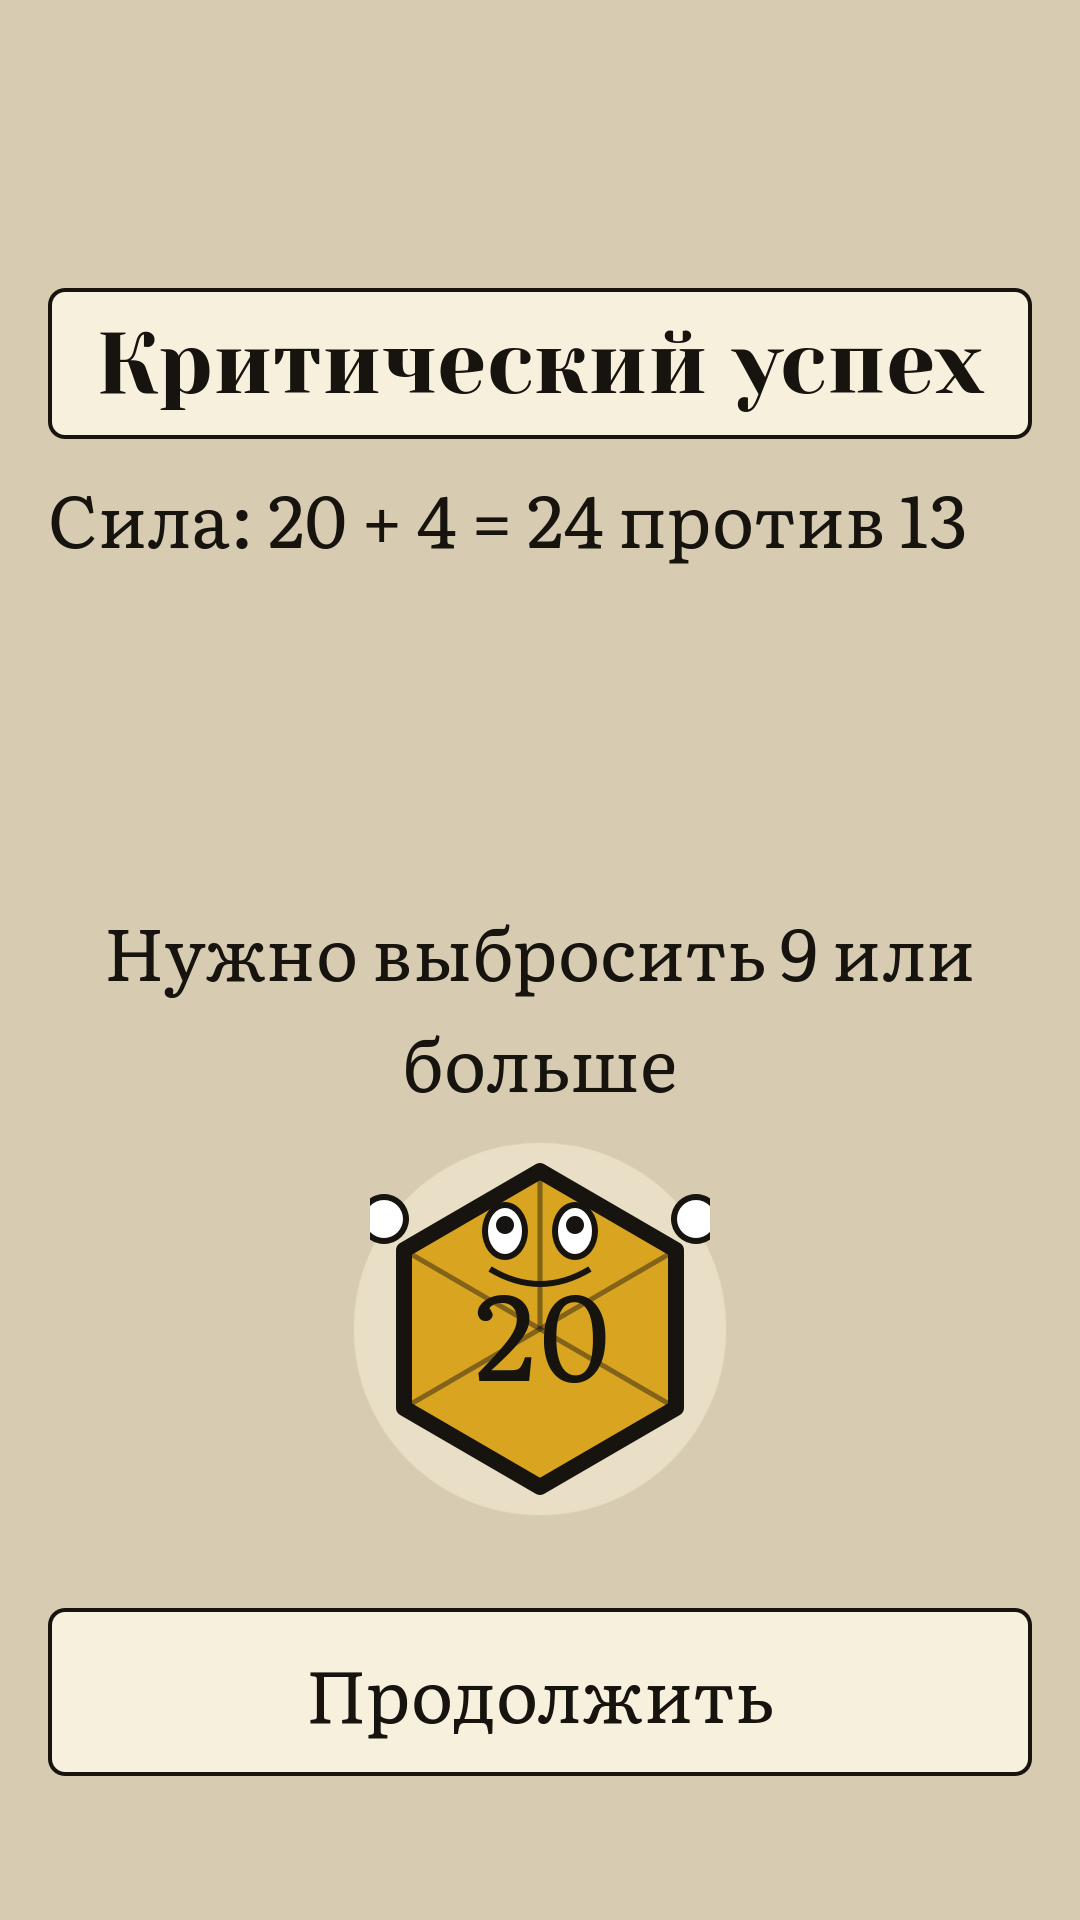 Критический успех
Сила: 20 + 4 = 24 против 13
Нужно выбросить 9 или
больше
20
Продолжить